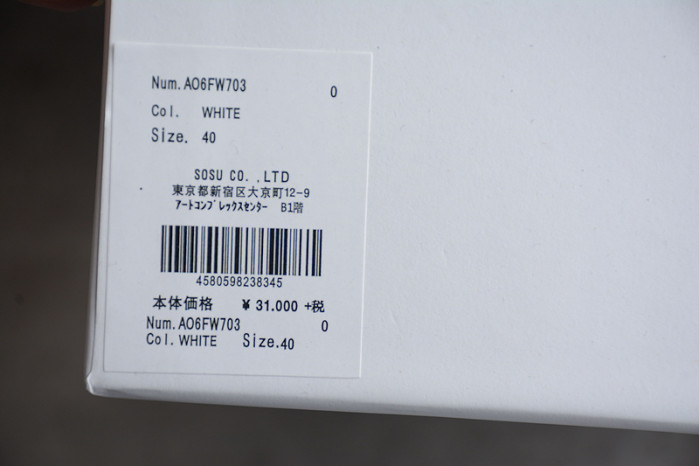 Num.A06FW703 0
Col. WHITE
Size. 40
SOSU CO. ,LTD
東京都新宿区大京町12-9
ｱｰﾄｺﾝﾌﾟﾚｯｸｽｾﾝﾀｰ B1階
4580598238345
本体価格 ¥ 31.000 +税
Num.A06FW703 0
Col.WHITE Size.40